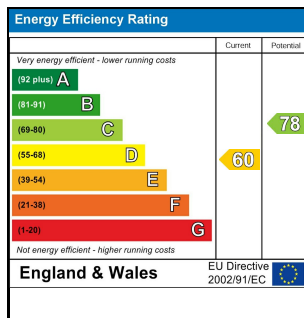 Energy Efficiency Rating
Current
Potential
Very energy efficient - lower running costs
(92 plus) A
(81-91) B
(69-80) C
78
(55-68) D
60
(39-54) E
(21-38) F
(1-20) G
Not energy efficient - higher running costs
England & Wales
EU Directive
2002/91/EC